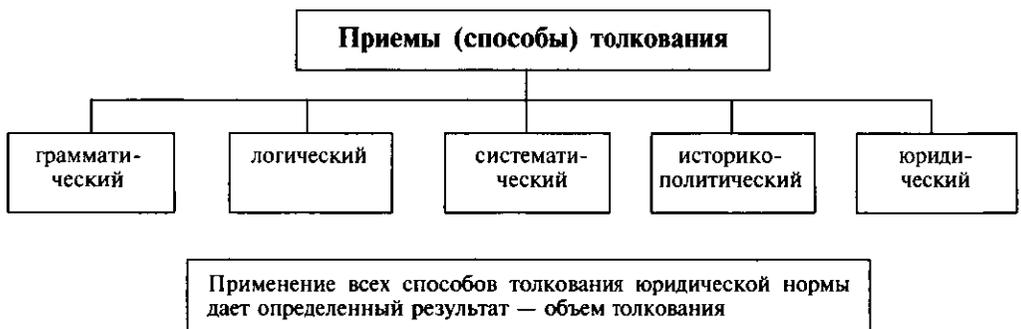 Приемы (способы) толкования
граммати-
ческий
логический
системати-
ческий
историко-
политический
юриди-
ческий
Применение всех способов толкования юридической нормы
дает определенный результат — объем толкования